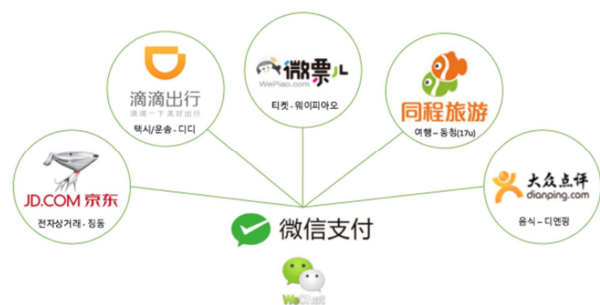 JD.COM 京东
전자상거래 - 징동
滴滴出行
滴滴一下 美好出行
택시/운송 - 디디
微票儿
WePiao.com
티켓 - 웨이피아오
同程旅游
여행 – 동청(17u)
大众点评
dianping.com
음식 – 디엔핑
微信支付
WeChat